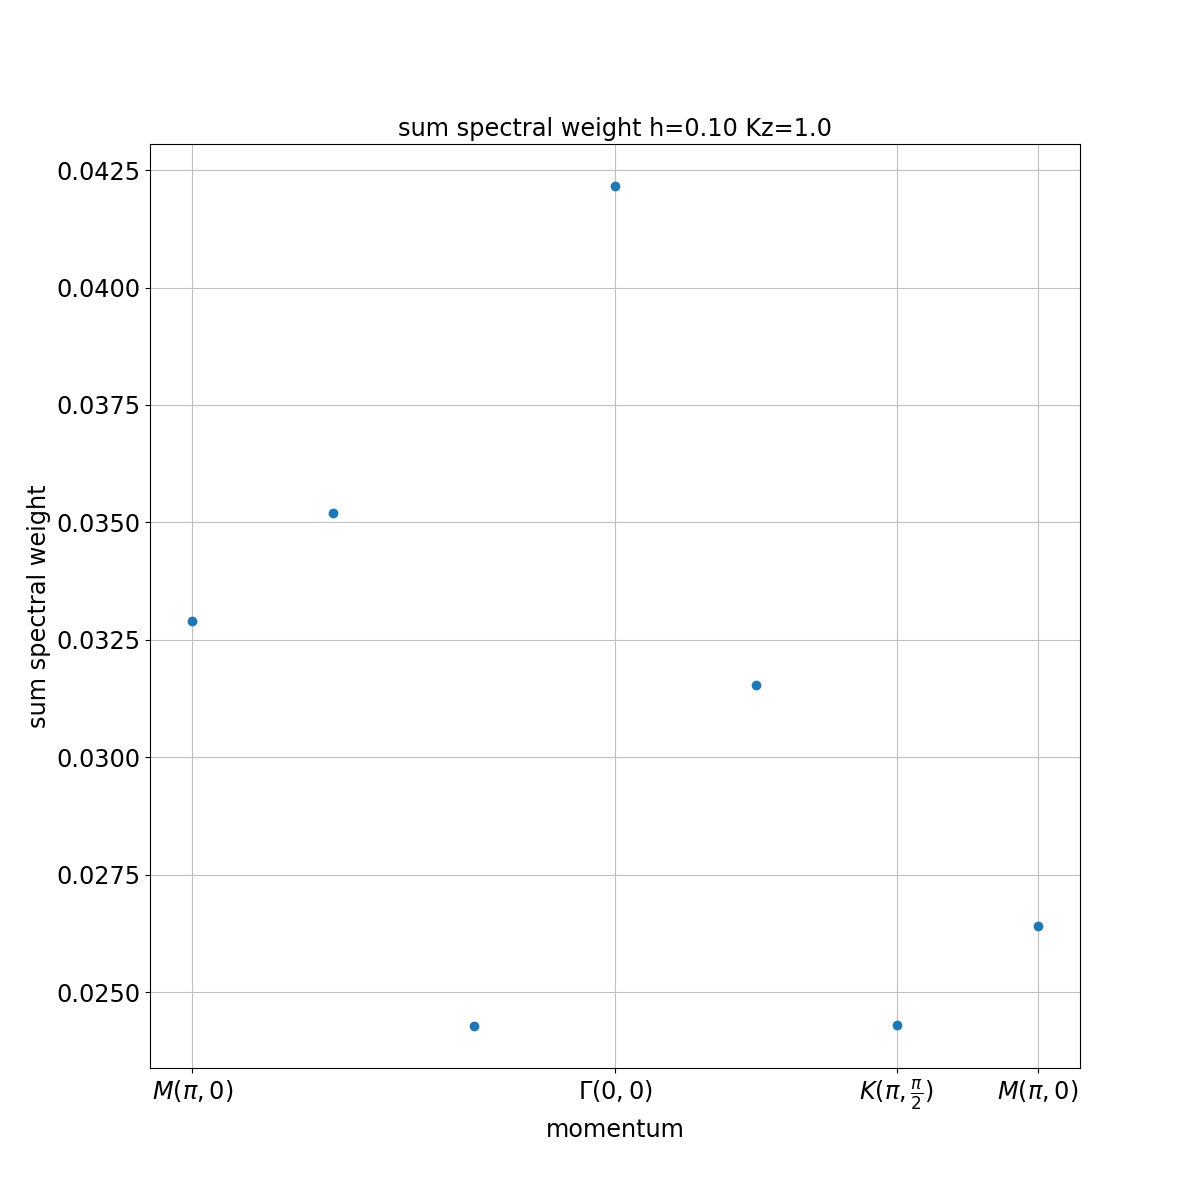 sum spectral weight h=0.10 Kz=1.0
0.0425
0.0400
0.0375
0.0350
0.0325
0.0300
0.0275
0.0250
sum spectral weight
M(π, 0)
Γ(0, 0)
K(π, π/2)
M(π, 0)
momentum